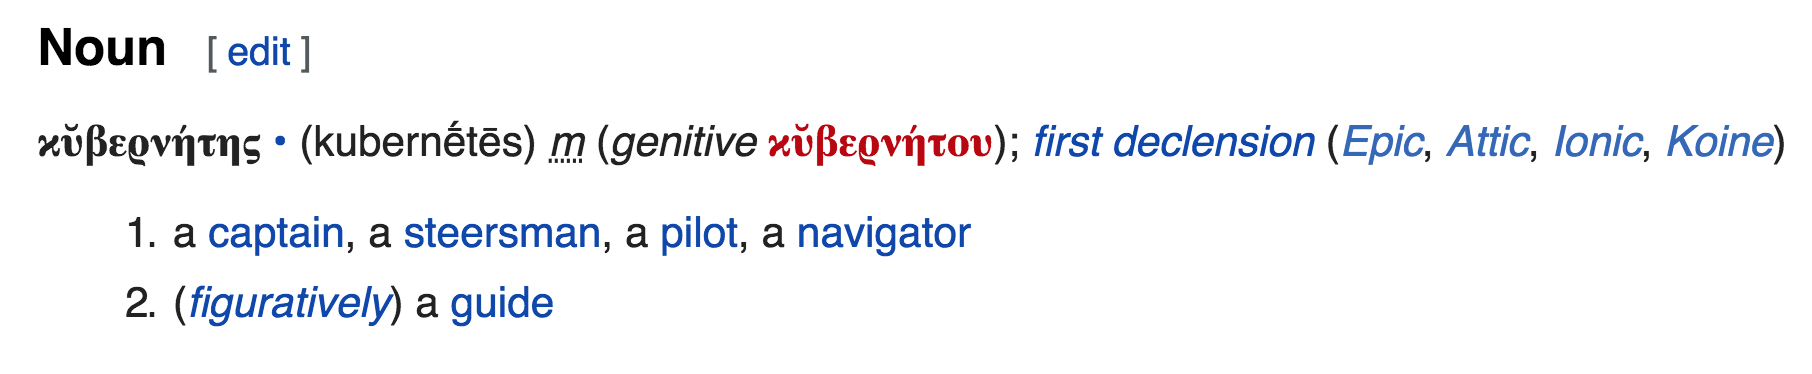 Noun [ edit ]
κῠβερνήτης • (kubernḗtēs) m (genitive κῠβερνήτου); first declension (Epic, Attic, Ionic, Koine)
1. a captain, a steersman, a pilot, a navigator
2. (figuratively) a guide